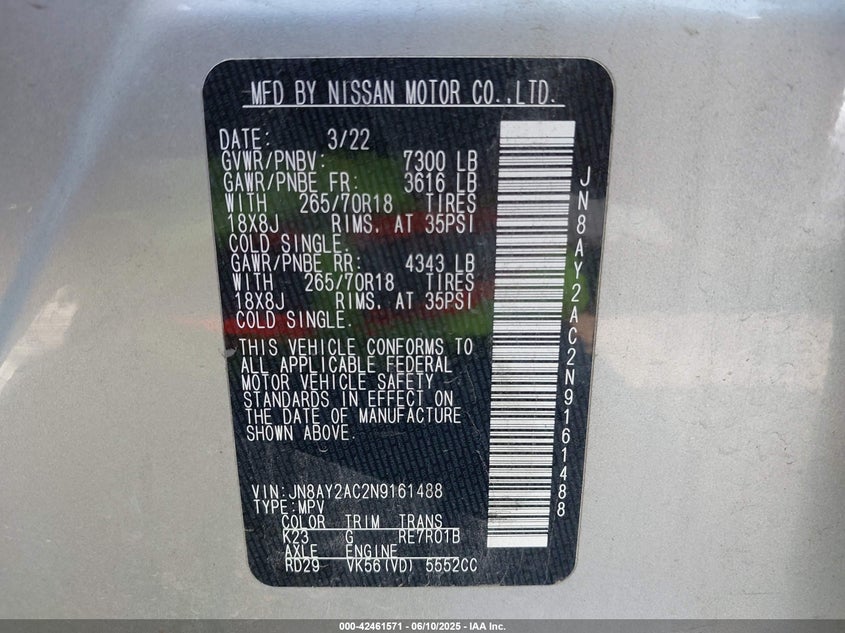 MFD BY NISSAN MOTOR CO.,LTD.
DATE: 3/22
GVWR/PNBV: 7300 LB
GAWR/PNBE FR: 3616 LB
WITH 265/70R18 TIRES
18X8J RIMS. AT 35PSI
COLD SINGLE.
GAWR/PNBE RR: 4343 LB
WITH 265/70R18 TIRES
18X8J RIMS. AT 35PSI
COLD SINGLE.
THIS VEHICLE CONFORMS TO
ALL APPLICABLE FEDERAL
MOTOR VEHICLE SAFETY
STANDARDS IN EFFECT ON
THE DATE OF MANUFACTURE
SHOWN ABOVE.
VIN:JN8AY2AC2N9161488
TYPE:MPV
COLOR TRIM TRANS
K23 G RE7R01B
AXLE ENGINE
RD29 VK56(VD) 5552CC
JN8AY2AC2N9161488
000-42461571 - 06/10/2025 - IAA Inc.